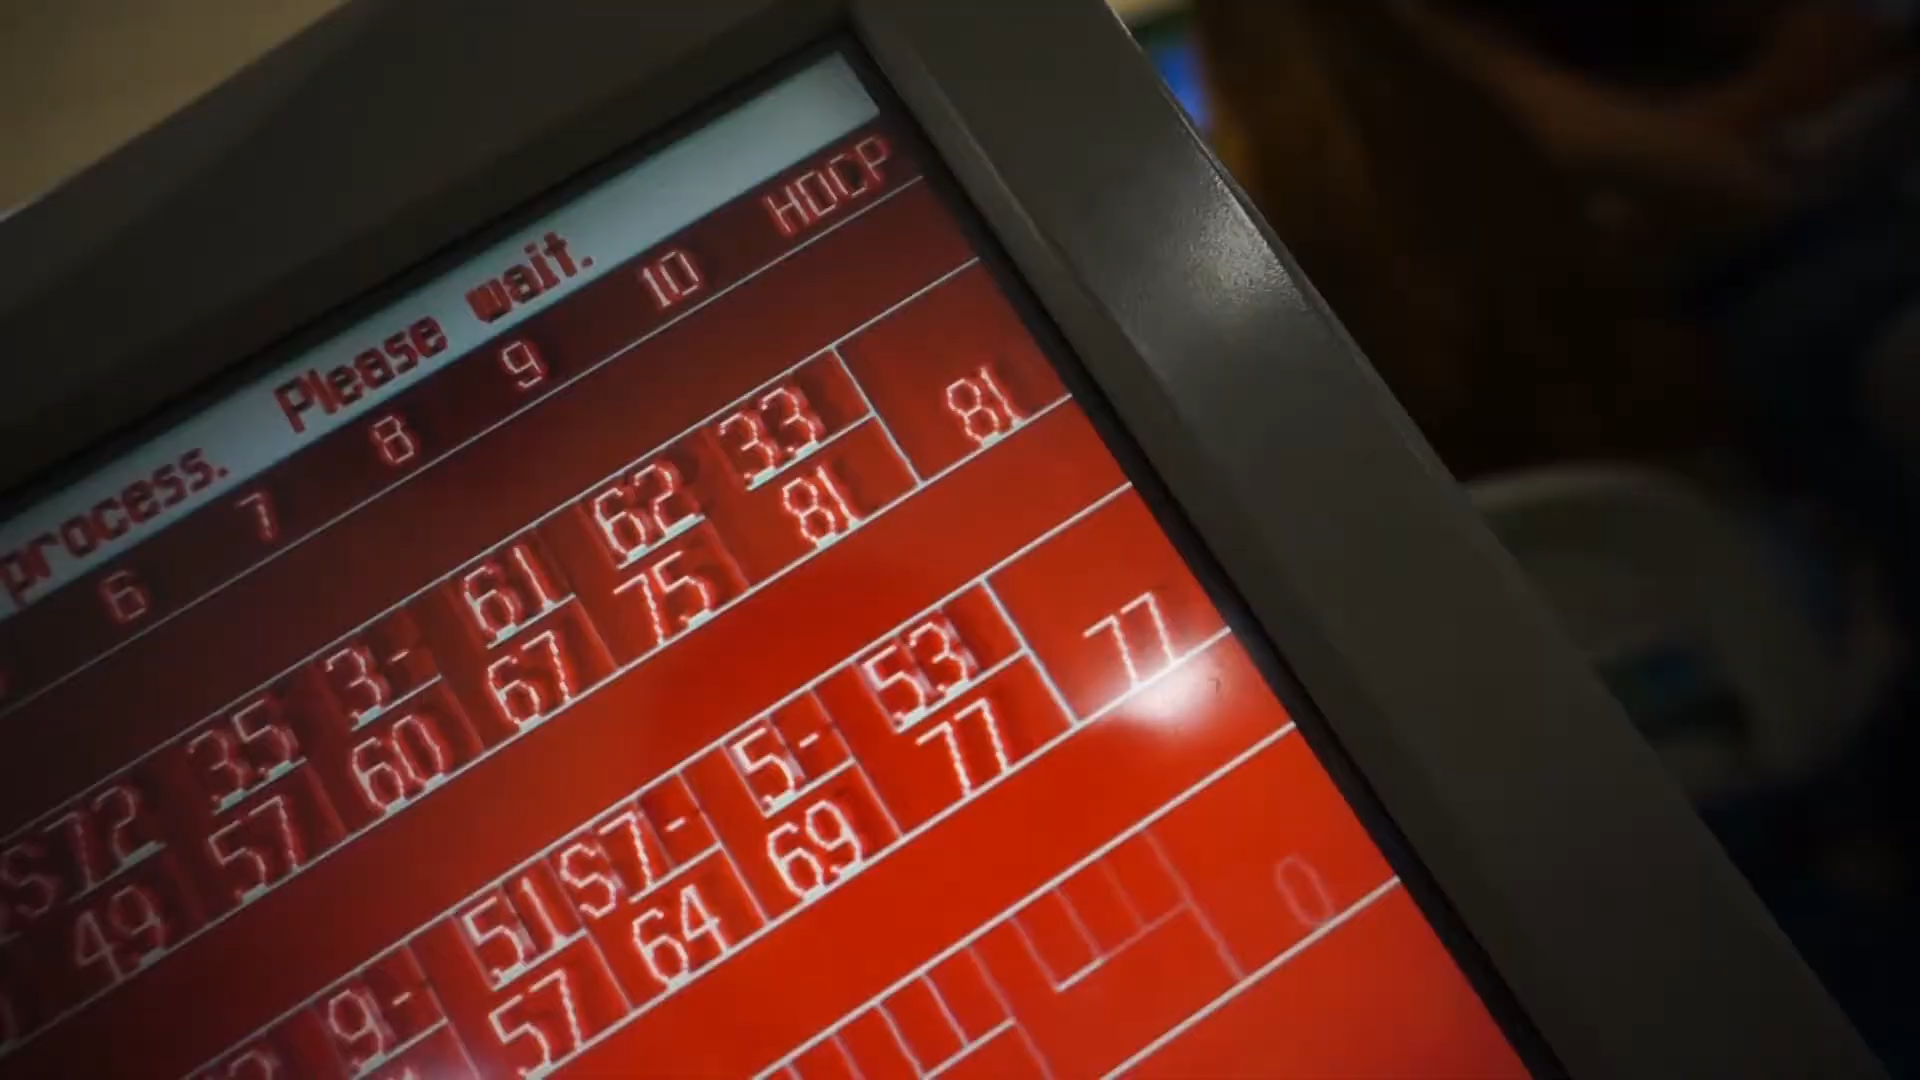 process. Please wait.
6 7 8 9 10 HDCP
S72 35 3- 61 62 33
49 57 60 67 75 81 81
9- 51 S7- 5- 53
57 64 69 77 77
0